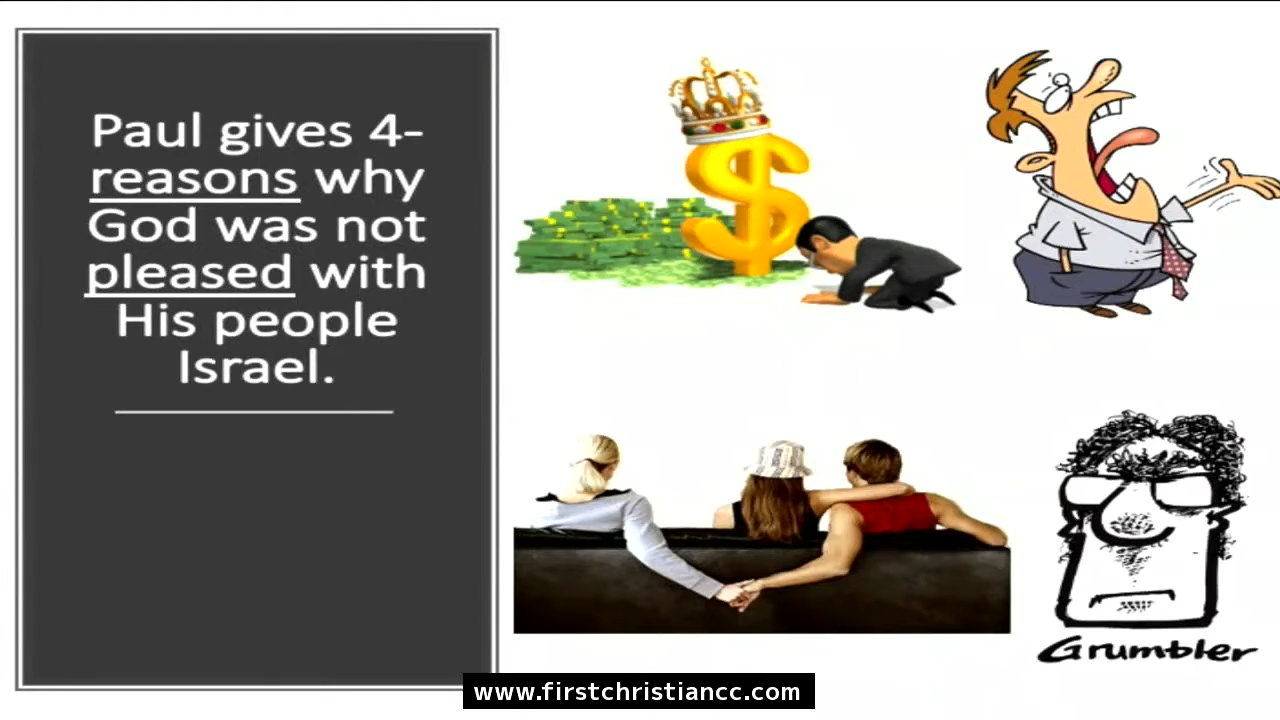 Paul gives 4-
reasons why
God was not
pleased with
His people
Israel.
$
Grumbler
www.firstchristiancc.com